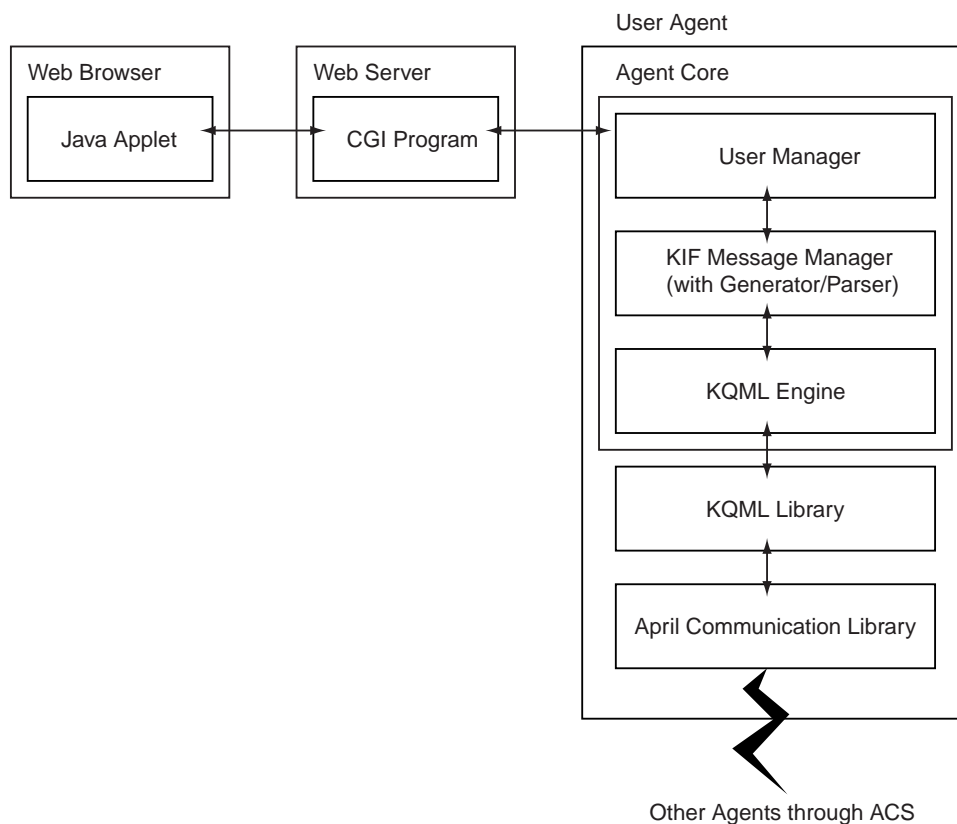 User Agent
Web Browser
Web Server
Agent Core
Java Applet
CGI Program
User Manager
KIF Message Manager
(with Generator/Parser)
KQML Engine
KQML Library
April Communication Library
Other Agents through ACS